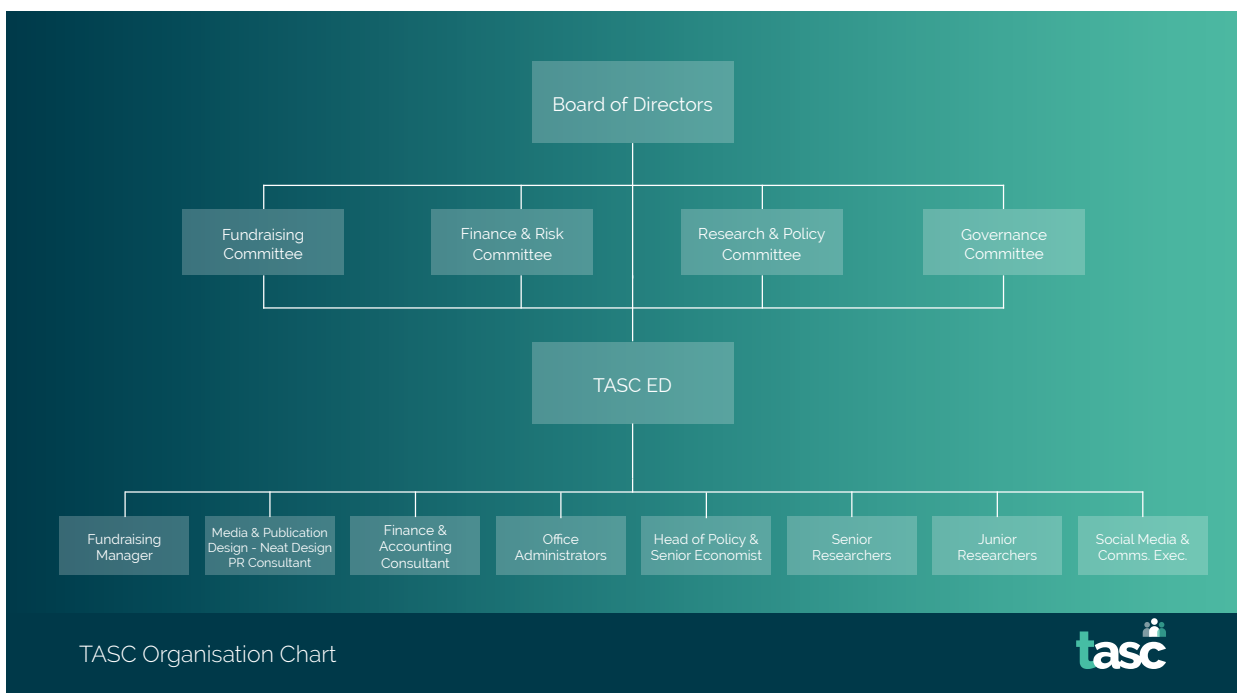 Board of Directors
Fundraising
Committee
Finance & Risk
Committee
Research & Policy
Committee
Governance
Committee
TASC ED
Fundraising
Manager
Media & Publication
Design - Neat Design
PR Consultant
Finance &
Accounting
Consultant
Office
Administrators
Head of Policy &
Senior Economist
Senior
Researchers
Junior
Researchers
Social Media &
Comms. Exec.
TASC Organisation Chart
tasc